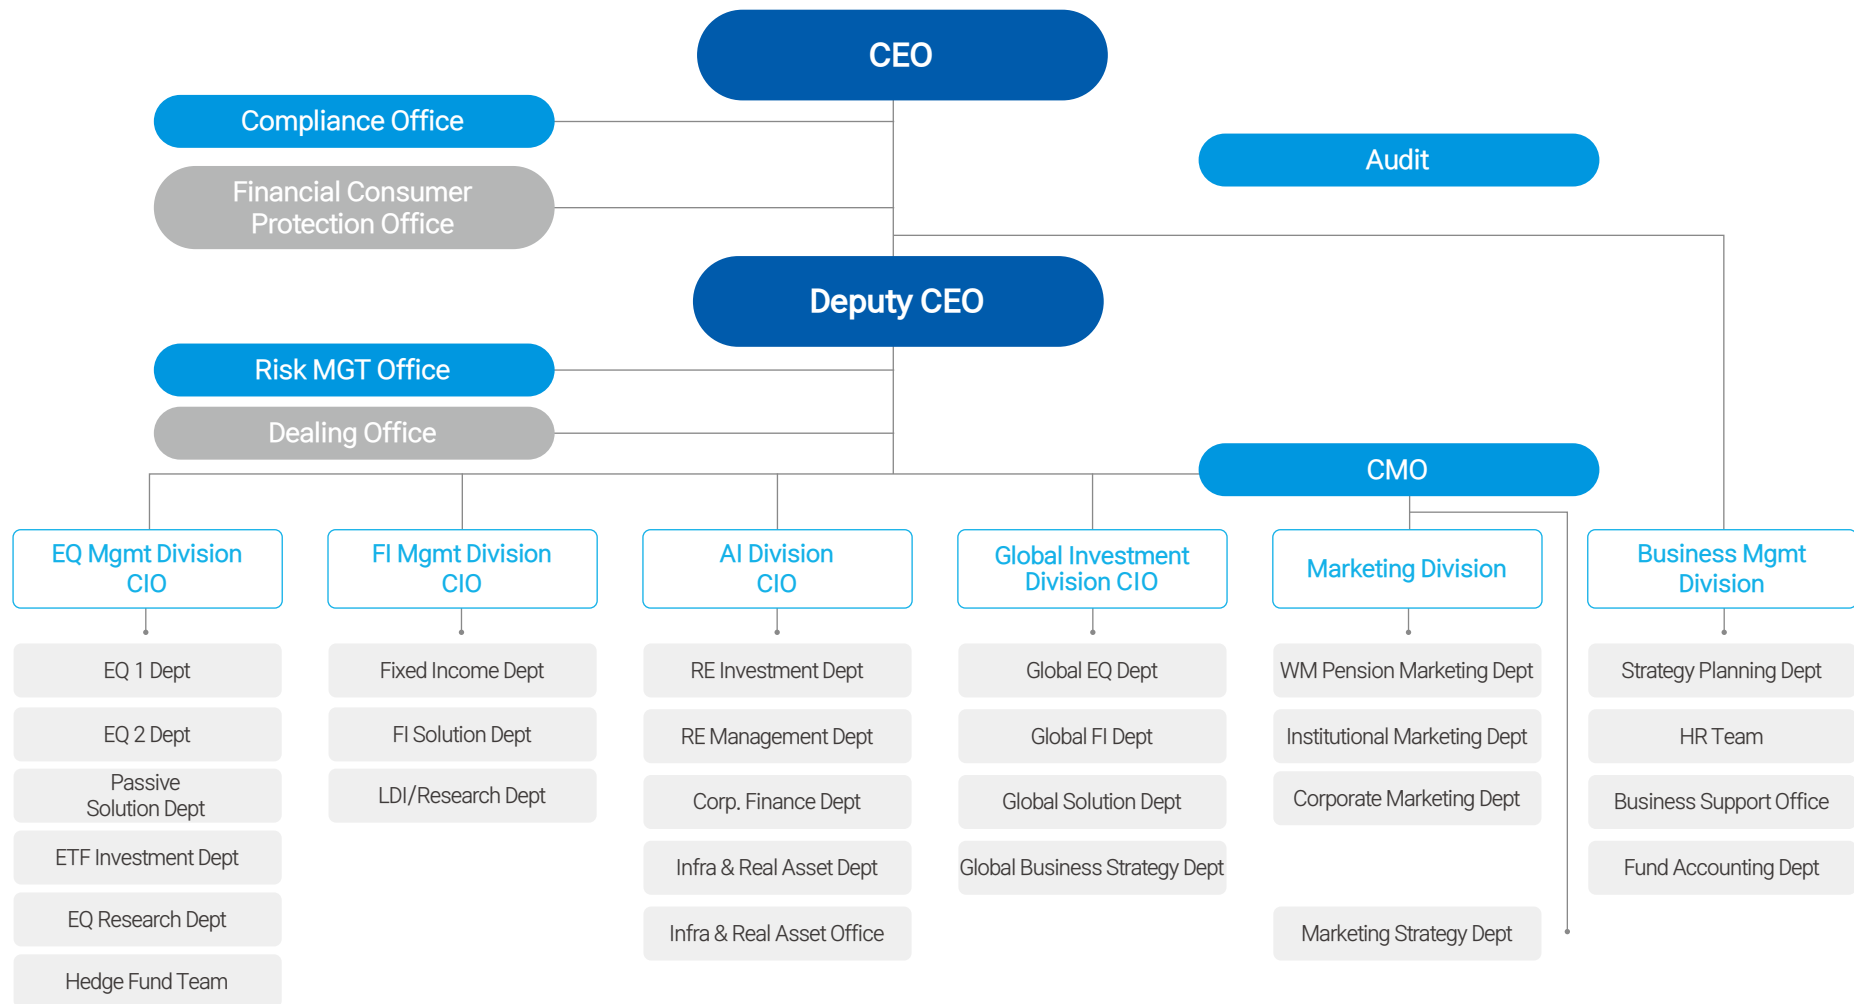 CEO
Compliance Office
Audit
Financial Consumer
Protection Office
Deputy CEO
Risk MGT Office
Dealing Office
CMO
EQ Mgmt Division
CIO
FI Mgmt Division
CIO
AI Division
CIO
Global Investment
Division CIO
Marketing Division
Business Mgmt
Division
EQ 1 Dept
EQ 2 Dept
Passive
Solution Dept
ETF Investment Dept
EQ Research Dept
Hedge Fund Team
Fixed Income Dept
FI Solution Dept
LDI/Research Dept
RE Investment Dept
RE Management Dept
Corp. Finance Dept
Infra & Real Asset Dept
Infra & Real Asset Office
Global EQ Dept
Global FI Dept
Global Solution Dept
Global Business Strategy Dept
WM Pension Marketing Dept
Institutional Marketing Dept
Corporate Marketing Dept
Marketing Strategy Dept
Strategy Planning Dept
HR Team
Business Support Office
Fund Accounting Dept